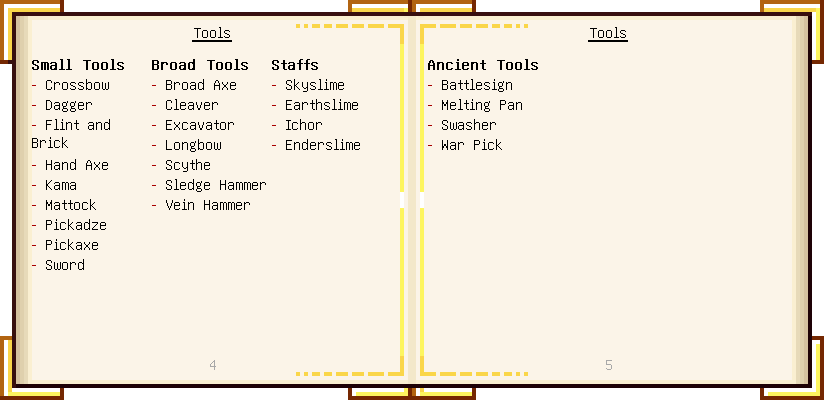 Tools
Small Tools
- Crossbow
- Dagger
- Flint and
Brick
- Hand Axe
- Kama
- Mattock
- Pickadze
- Pickaxe
- Sword
Broad Tools
- Broad Axe
- Cleaver
- Excavator
- Longbow
- Scythe
- Sledge Hammer
- Vein Hammer
Staffs
- Skyslime
- Earthslime
- Ichor
- Enderslime
4
Tools
Ancient Tools
- Battlesign
- Melting Pan
- Swasher
- War Pick
5